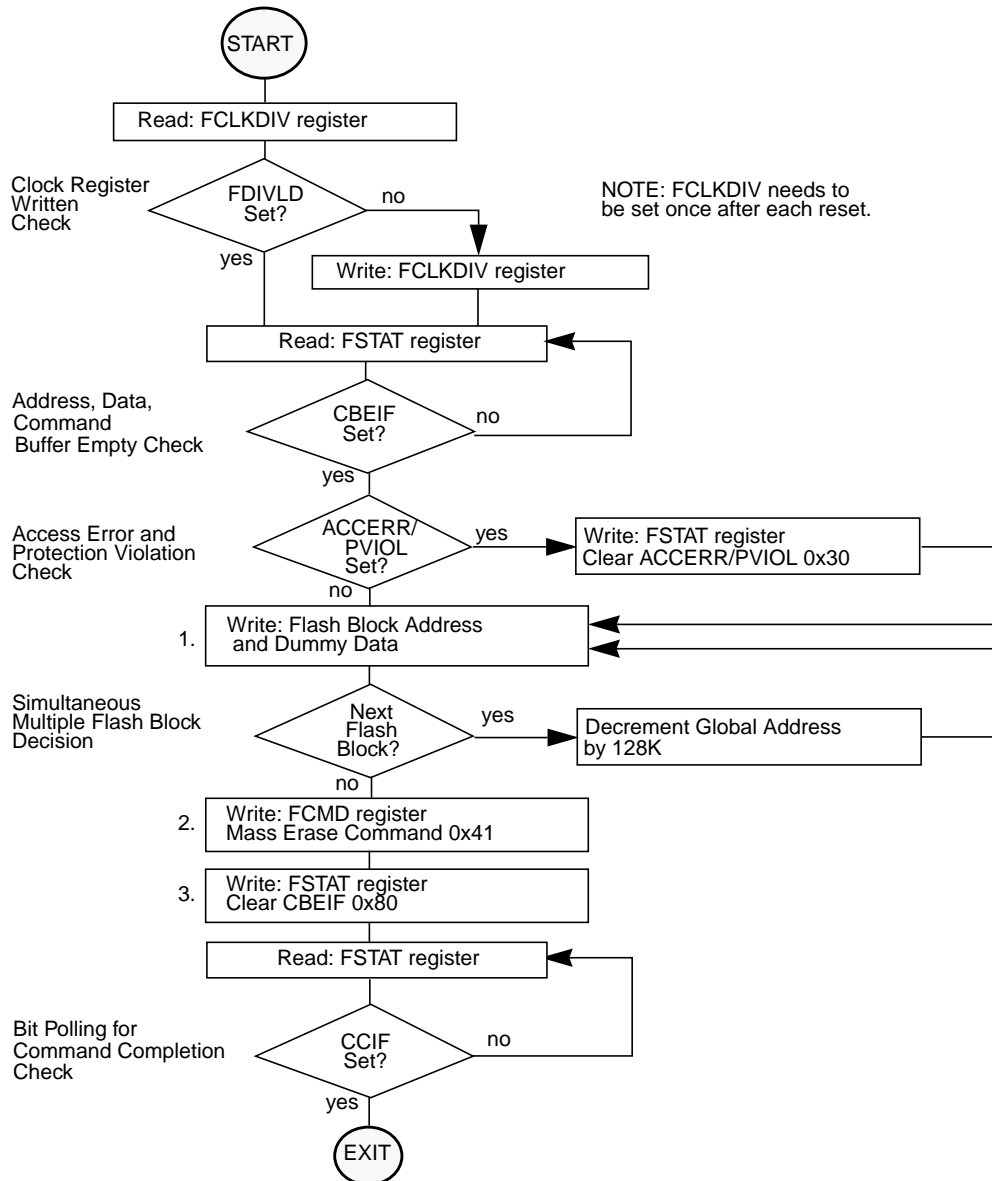 START
Read: FCLKDIV register
Clock Register
Written
Check
FDIVLD
Set?
no
yes
NOTE: FCLKDIV needs to
be set once after each reset.
Write: FCLKDIV register
Read: FSTAT register
Address, Data,
Command
Buffer Empty Check
CBEIF
Set?
no
yes
Access Error and
Protection Violation
Check
ACCERR/
PVIOL
Set?
yes
no
Write: FSTAT register
Clear ACCERR/PVIOL 0x30
1.
Write: Flash Block Address
and Dummy Data
Simultaneous
Multiple Flash Block
Decision
Next
Flash
Block?
yes
no
Decrement Global Address
by 128K
2.
Write: FCMD register
Mass Erase Command 0x41
3.
Write: FSTAT register
Clear CBEIF 0x80
Read: FSTAT register
Bit Polling for
Command Completion
Check
CCIF
Set?
no
yes
EXIT